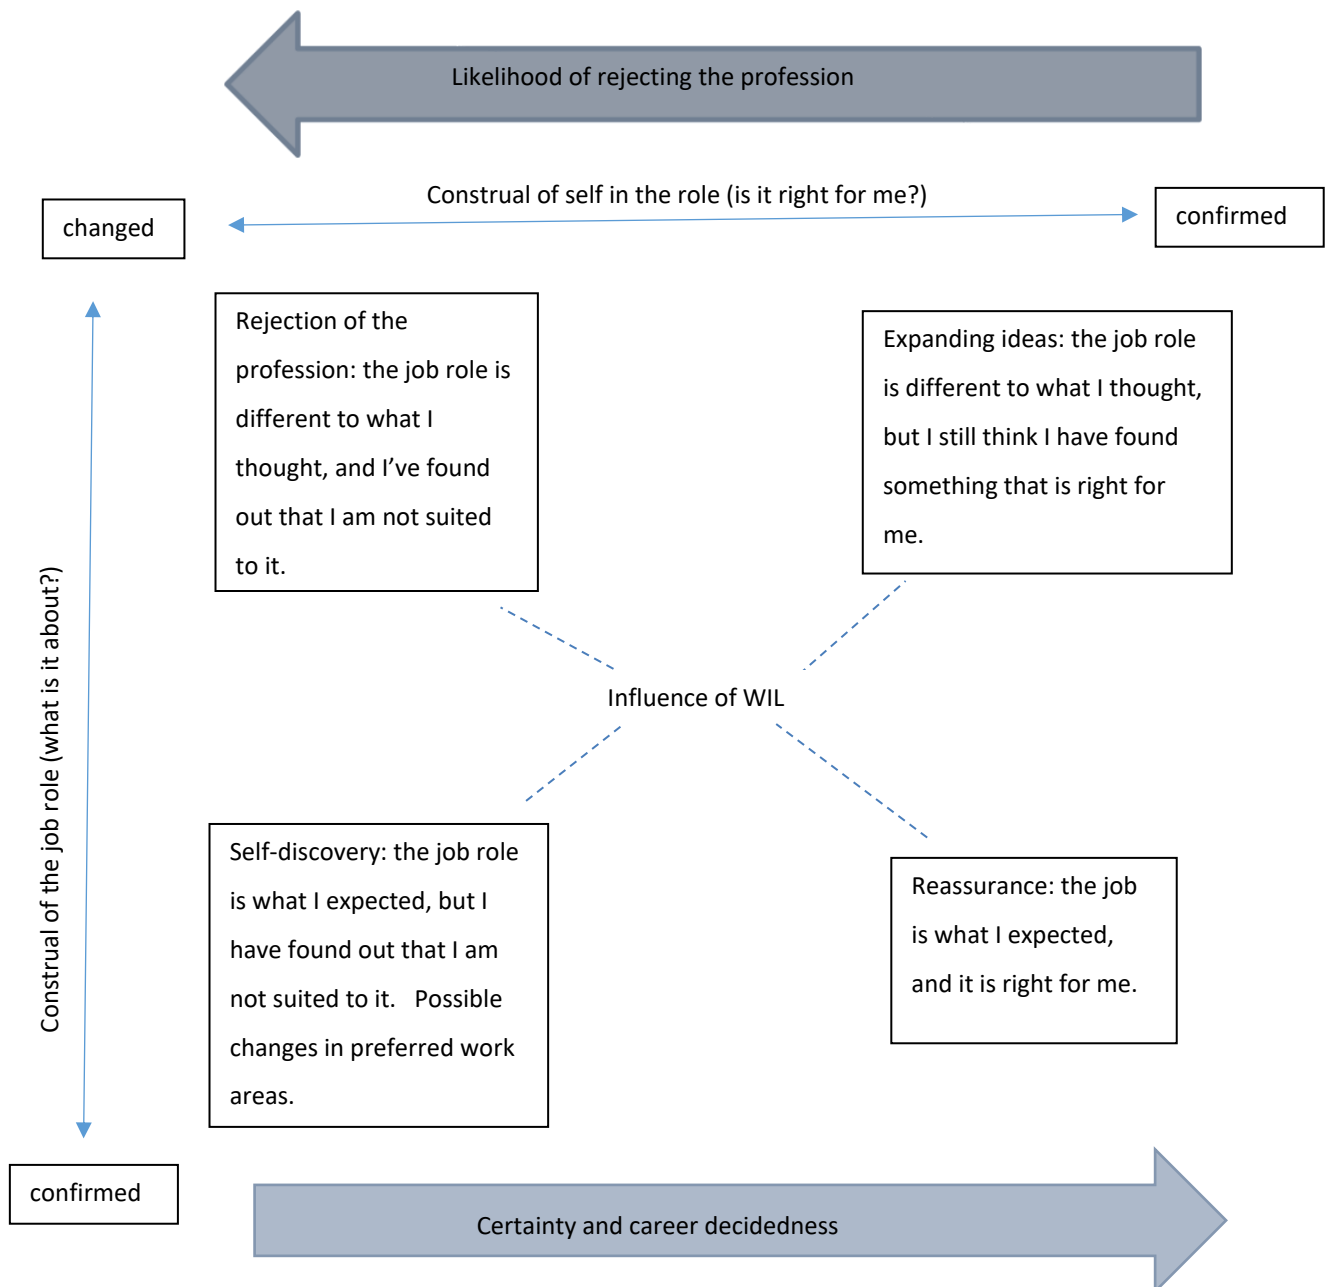 Likelihood of rejecting the profession
Construal of self in the role (is it right for me?)
changed
confirmed
Rejection of the
profession: the job role is
different to what I
thought, and I’ve found
out that I am not suited
to it.
Expanding ideas: the job role
is different to what I thought,
but I still think I have found
something that is right for
me.
Construal of the job role (what is it about?)
Influence of WIL
Self-discovery: the job role
is what I expected, but I
have found out that I am
not suited to it.   Possible
changes in preferred work
areas.
Reassurance: the job
is what I expected,
and it is right for me.
confirmed
Certainty and career decidedness